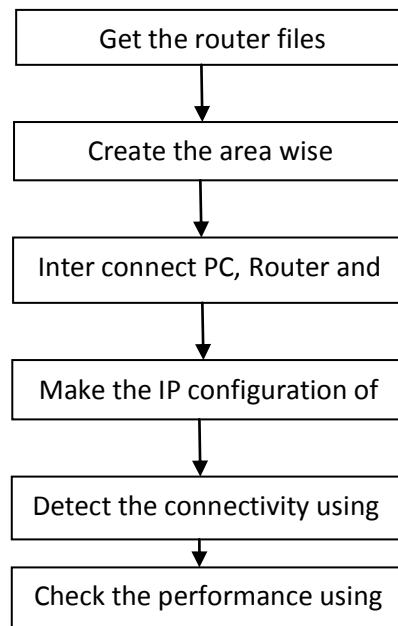 Get the router files
Create the area wise
Inter connect PC, Router and
Make the IP configuration of
Detect the connectivity using
Check the performance using